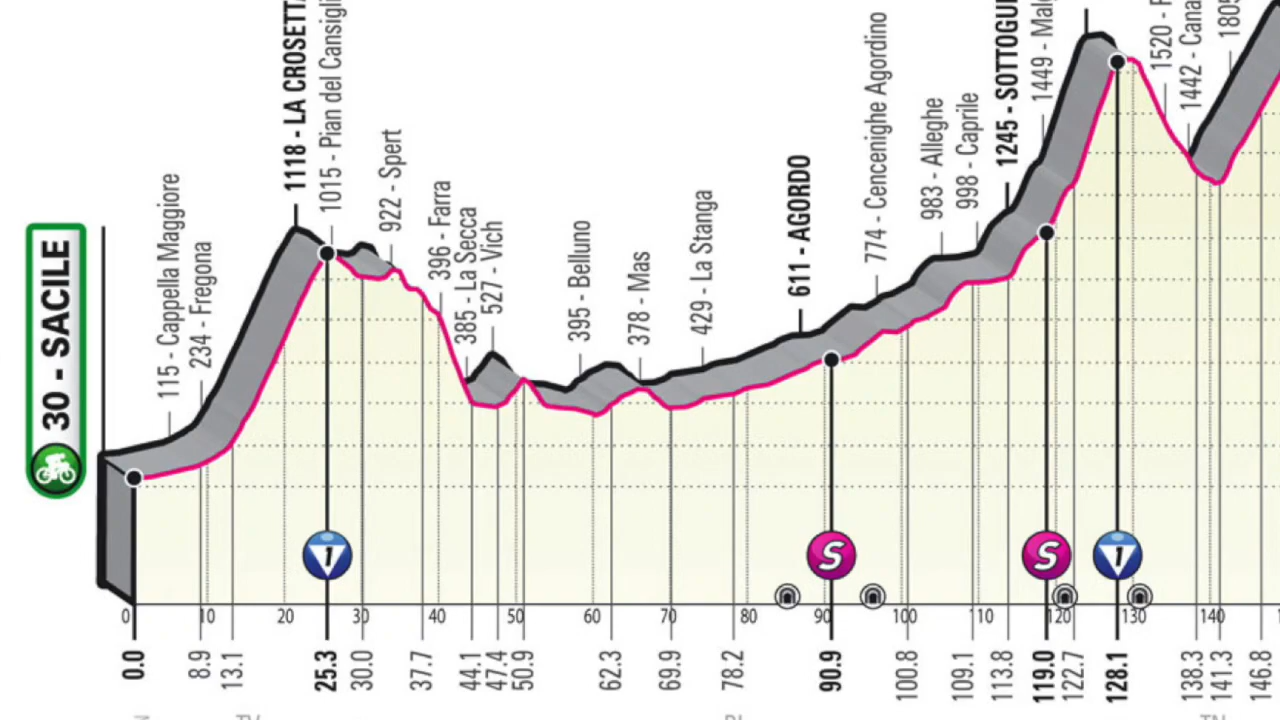 30 - SACILE
115 - Cappella Maggiore
234 - Fregona
1118 - LA CROSETTA
1015 - Pian del Cansiglio
922 - Spert
396 - Farra
385 - La Secca
527 - Vich
395 - Belluno
378 - Mas
429 - La Stanga
611 - AGORDO
774 - Cencenighe Agordino
983 - Alleghe
998 - Caprile
1245 - SOTTOGU
1449 - Mal
1520 -
1442 - Cana
1805
1
S
S
1
0
10
20
30
40
50
60
70
80
90
100
110
120
130
140
0.0
8.9
13.1
25.3
30.0
37.7
44.1
47.4
50.9
62.3
69.9
78.2
90.9
100.8
109.1
113.8
119.0
122.7
128.1
138.3
141.3
146.8